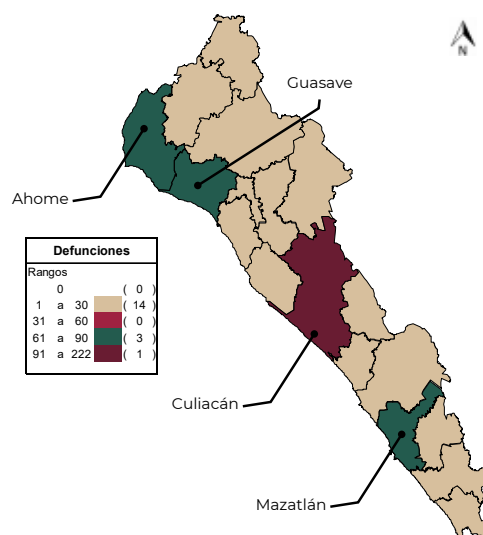 N
Guasave
Ahome
Defunciones
Rangos
0 ( 0 )
1 a 30 ( 14 )
31 a 60 ( 0 )
61 a 90 ( 3 )
91 a 222 ( 1 )
Culiacán
Mazatlán